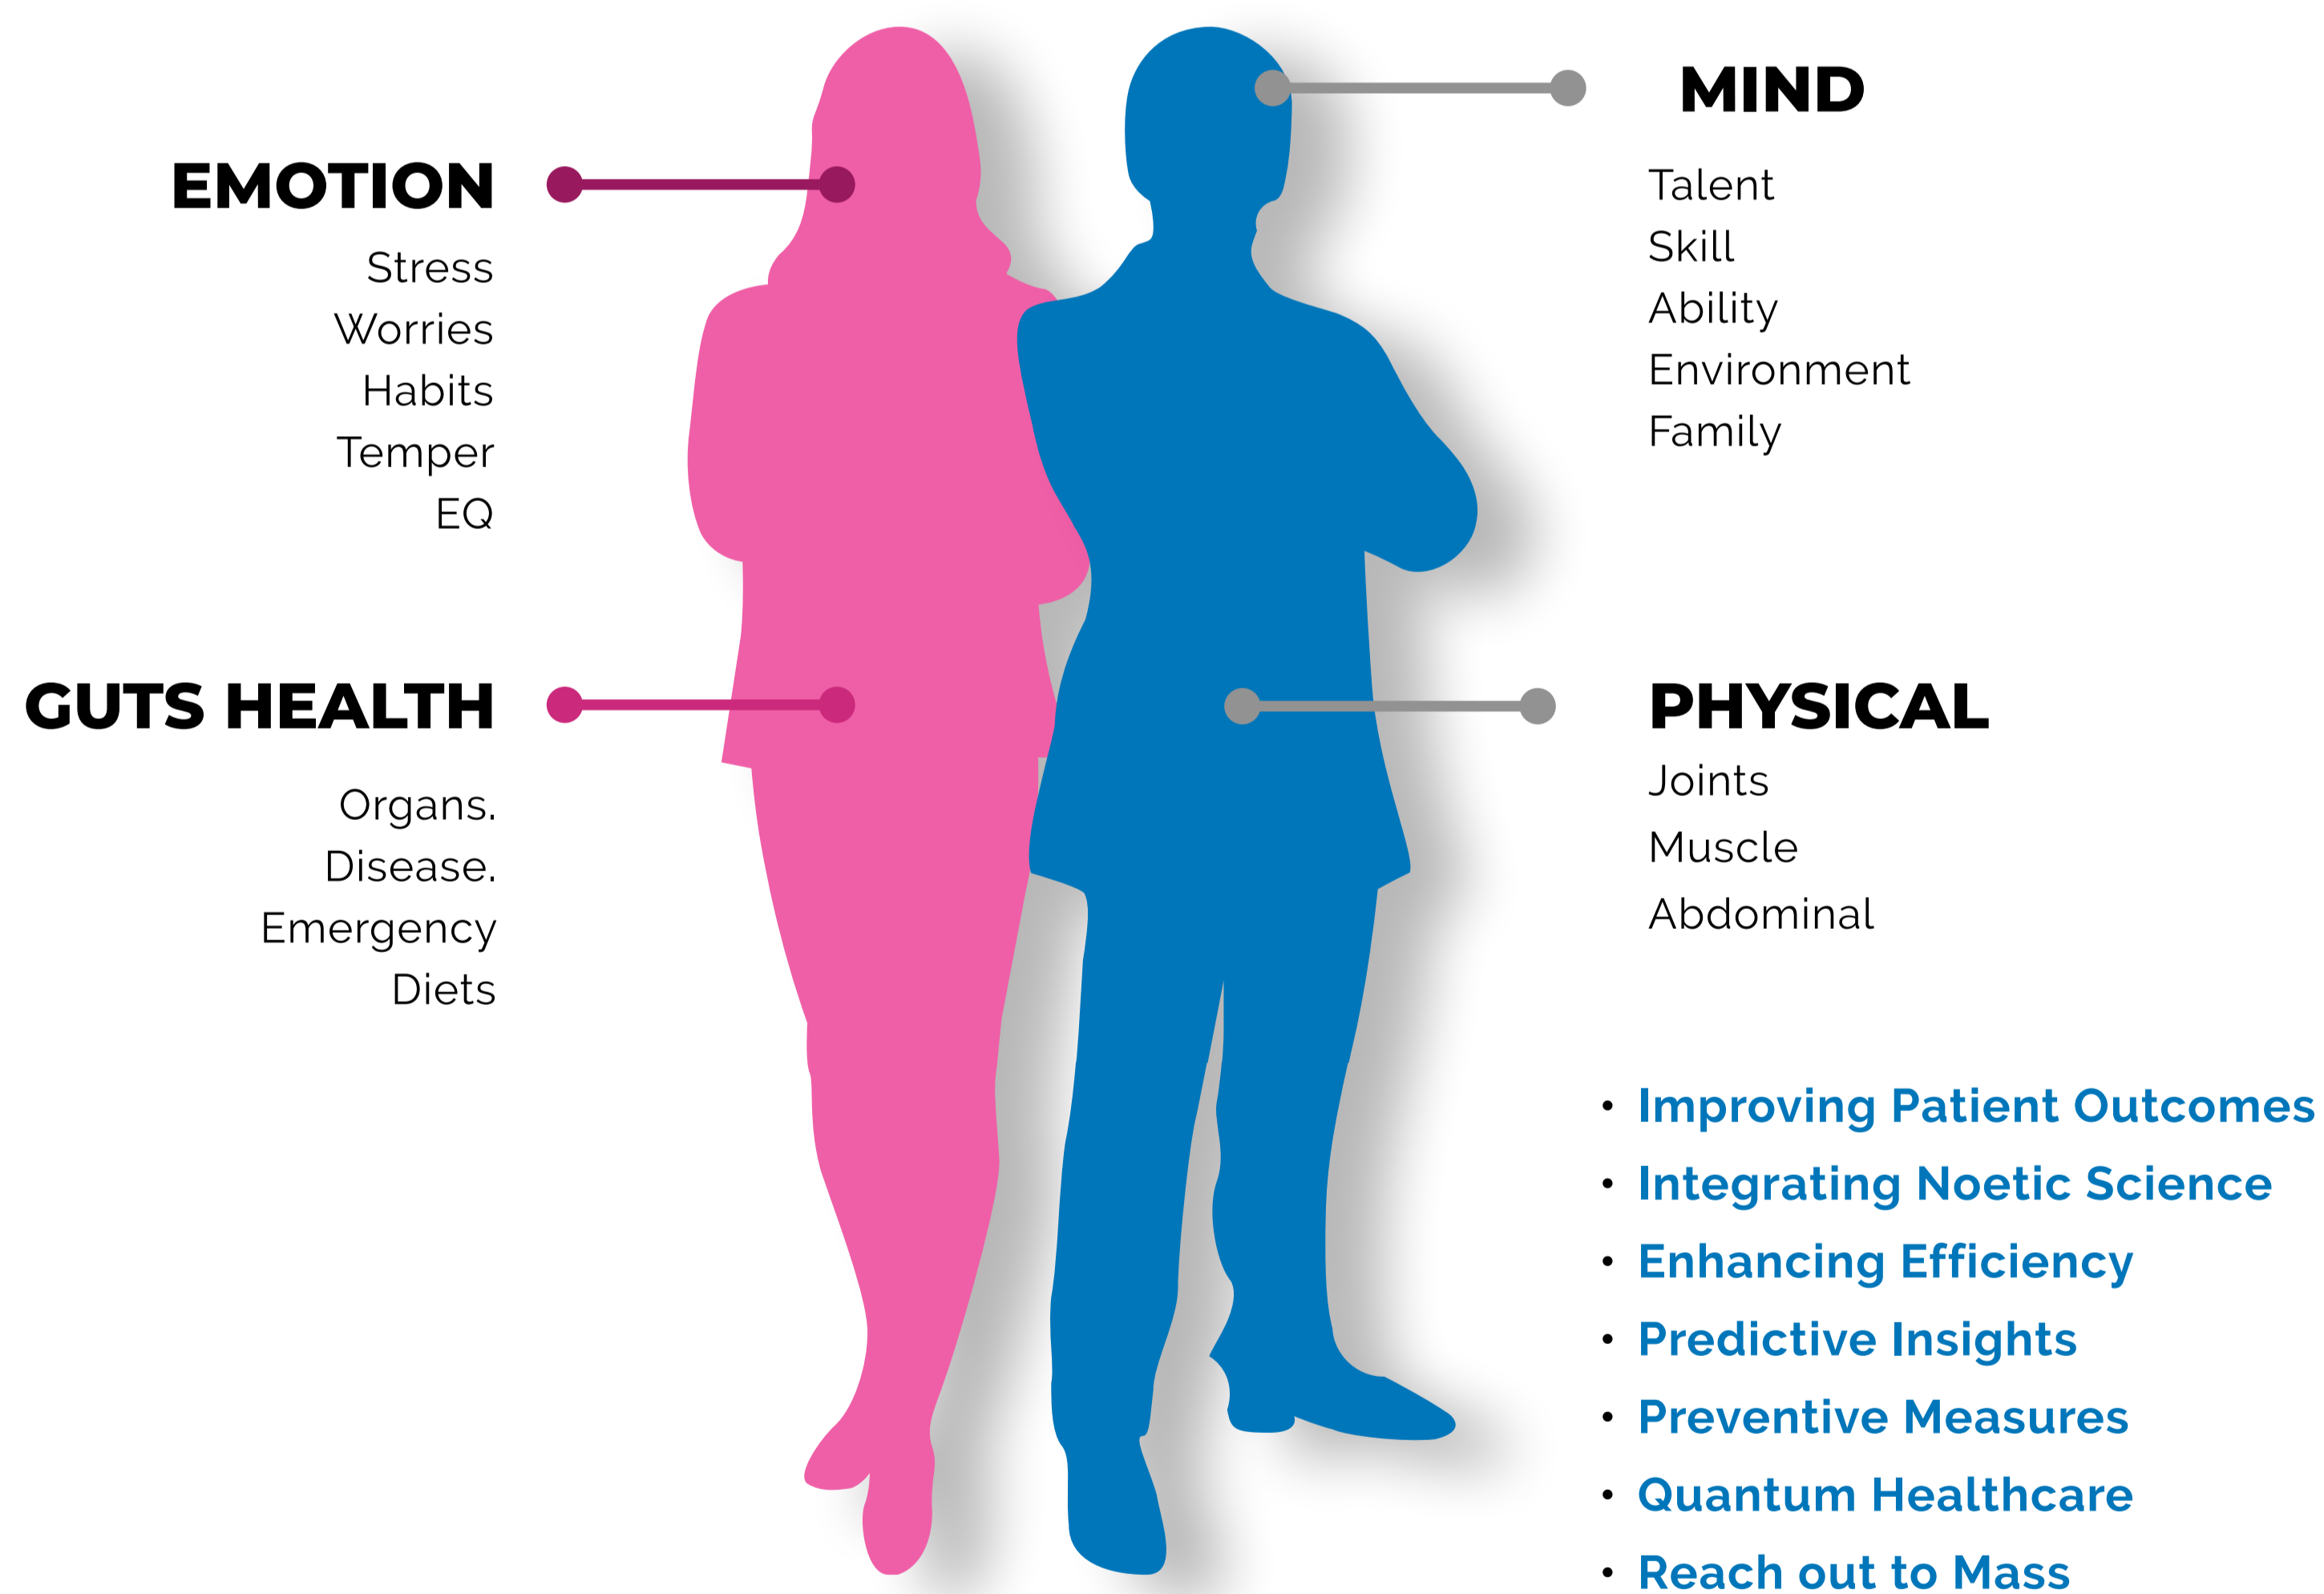 EMOTION
Stress
Worries
Habits
Temper
EQ
GUTS HEALTH
Organs.
Disease.
Emergency
Diets
MIND
Talent
Skill
Ability
Environment
Family
PHYSICAL
Joints
Muscle
Abdominal
• Improving Patient Outcomes
• Integrating Noetic Science
• Enhancing Efficiency
• Predictive Insights
• Preventive Measures
• Quantum Healthcare
• Reach out to Mass